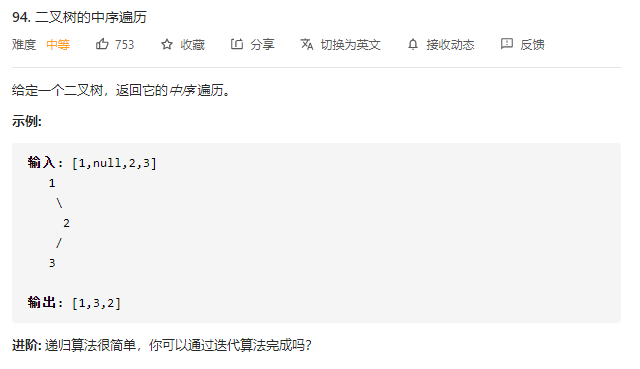 94. 二叉树的中序遍历
难度 中等 753 收藏 分享 切换为英文 接收动态 反馈
给定一个二叉树，返回它的中序 遍历。
示例:
输入: [1,null,2,3]
1
\
2
/
3
输出: [1,3,2]
进阶: 递归算法很简单，你可以通过迭代算法完成吗？